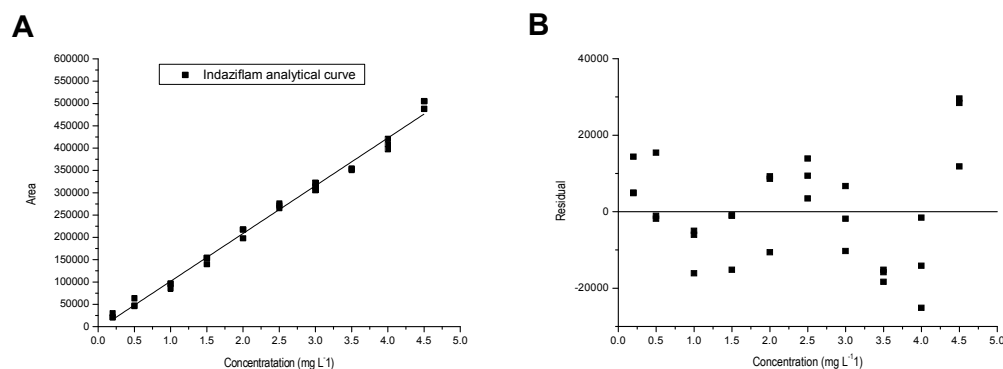 A
B
Indaziflam analytical curve
600000
550000
500000
450000
400000
350000
300000
250000
200000
150000
100000
50000
0
Area
0.0 0.5 1.0 1.5 2.0 2.5 3.0 3.5 4.0 4.5 5.0
Concentratation (mg L-1)
40000
20000
0
-20000
Residual
0.0 0.5 1.0 1.5 2.0 2.5 3.0 3.5 4.0 4.5 5.0
Concentration (mg L-11)